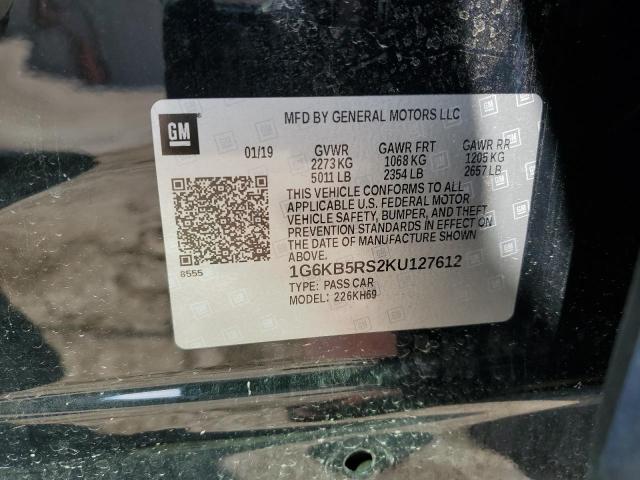 GM
MFD BY GENERAL MOTORS LLC
01/19 GVWR GAWR FRT GAWR RR
2273 KG 1068 KG 1205 KG
5011 LB 2354 LB 2657 LB
THIS VEHICLE CONFORMS TO ALL
APPLICABLE U.S. FEDERAL MOTOR
VEHICLE SAFETY, BUMPER, AND THEFT
PREVENTION STANDARDS IN EFFECT ON
THE DATE OF MANUFACTURE SHOWN
ABOVE.
8555
1G6KB5RS2KU127612
TYPE: PASS CAR
MODEL: 226KH69